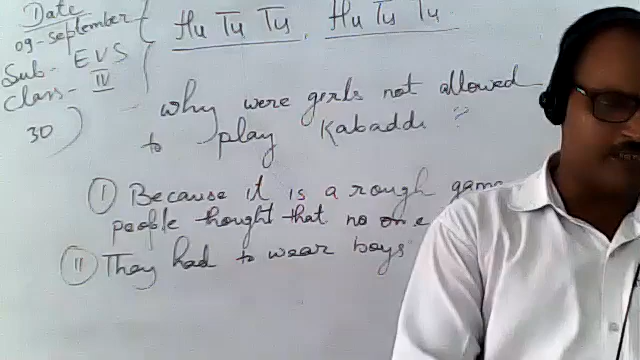 Date
09-september
Sub- EVS
Class- IV
30
Hu Tu Tu, Hu Tu Tu
why were girls not allowed
to play Kabaddi ?
(I) Because it is a rough game
people thought that no one
(II) They had to wear boys